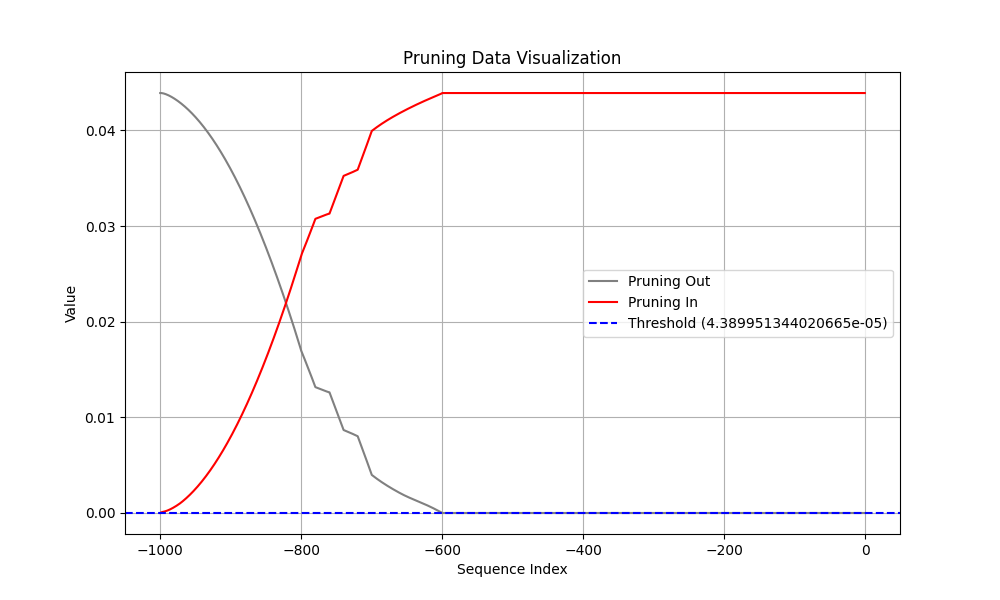 Pruning Data Visualization
0.04
0.03
0.02
0.01
0.00
Value
Pruning Out
Pruning In
Threshold (4.389951344020665e-05)
−1000
−800
−600
−400
−200
0
Sequence Index